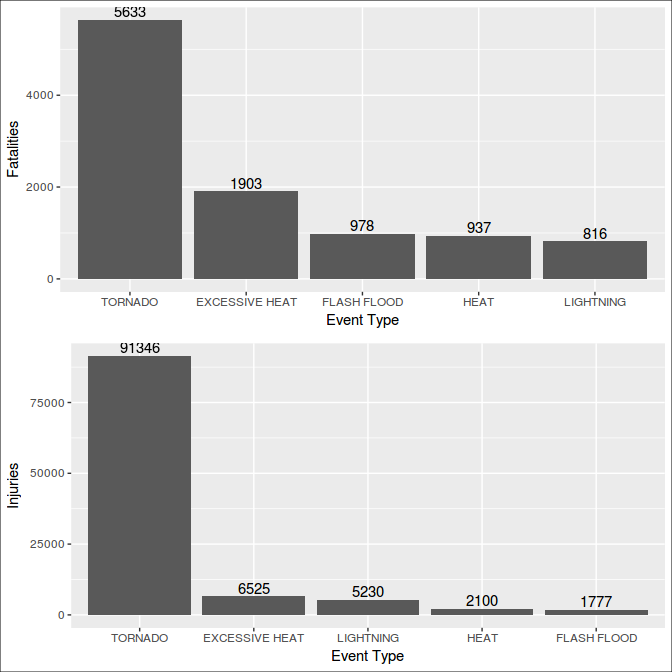 5633
4000
1903
2000
978
937
816
0
TORNADO EXCESSIVE HEAT FLASH FLOOD HEAT LIGHTNING
Event Type
Fatalities
91346
75000
50000
25000
6525
5230
2100
1777
0
TORNADO EXCESSIVE HEAT LIGHTNING HEAT FLASH FLOOD
Event Type
Injuries